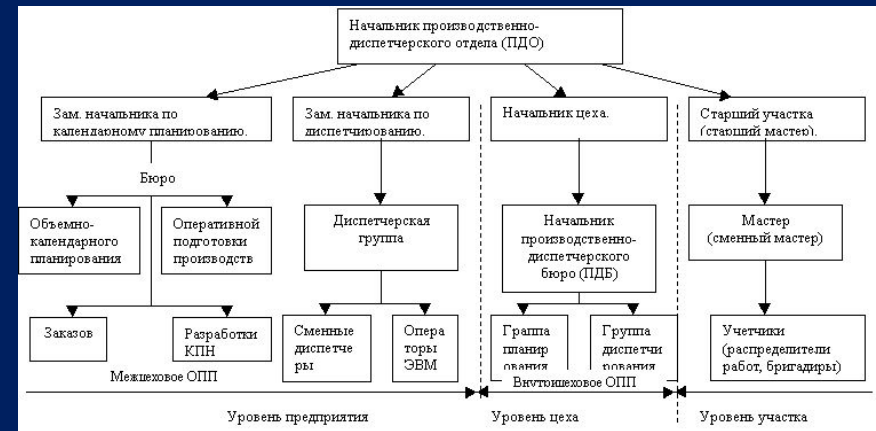 Начальник производственно-
диспетчерского отдела (ПДО)
Зам. начальника по
календарному планированию.
Зам. начальника по
диспетчированию.
Начальник цеха.
Старший участка
(старший мастер).
Бюро
Объемно-
календарного
планирования
Оперативной
подготовки
производств
Диспетчерская
группа
Начальник
производственно-
диспетчерского
бюро (ПДБ)
Мастер
(сменный мастер)
Заказов
Разработки
КПН
Сменные
диспетче
ры
Опера
торы
ЭВМ
Граппа
планир
ования
Группа
диспетчи
рования
Учетчики
(распределители
работ, бригадиры)
Межцеховое ОПП
Внутрицеховое ОПП
Уровень предприятия
Уровень цеха
Уровень участка